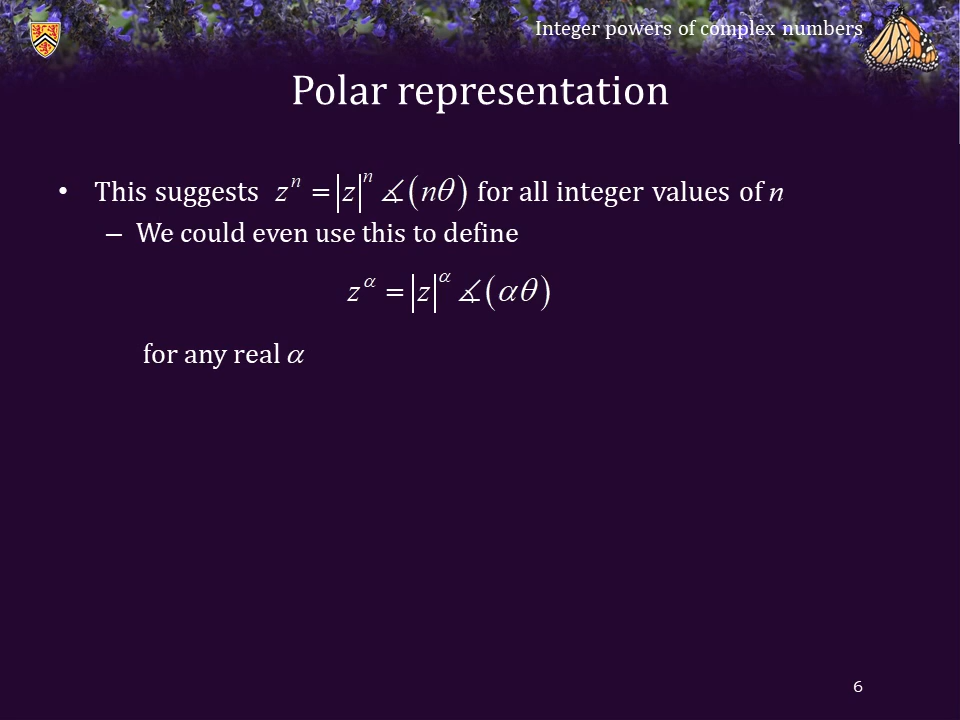 Integer powers of complex numbers
Polar representation
• This suggests zⁿ = |z|ⁿ ∡(nθ) for all integer values of n
– We could even use this to define
z^α = |z|^α ∡(αθ)
for any real α
6